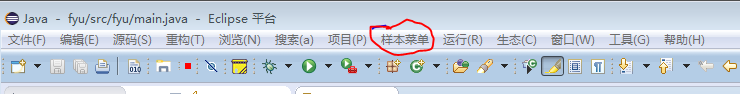 Java - fyu/src/fyu/main.java - Eclipse 平台
文件(F) 编辑(E) 源码(S) 重构(T) 浏览(N) 搜索(a) 项目(P) 样本菜单 运行(R) 生态(C) 窗口(W) 工具(G) 帮助(H)
010